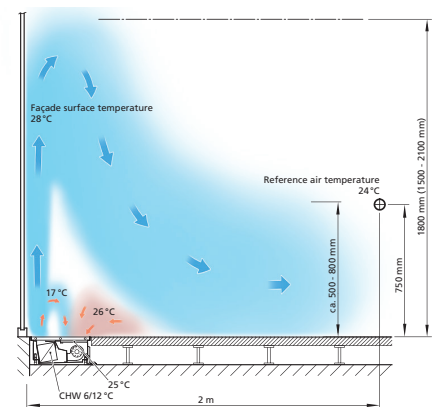 Façade surface temperature
28 °C
Reference air temperature
24 °C
1800 mm (1500 - 2100 mm)
ca. 500 - 800 mm
750 mm
17 °C
26 °C
25 °C
CHW 6/12 °C
2 m